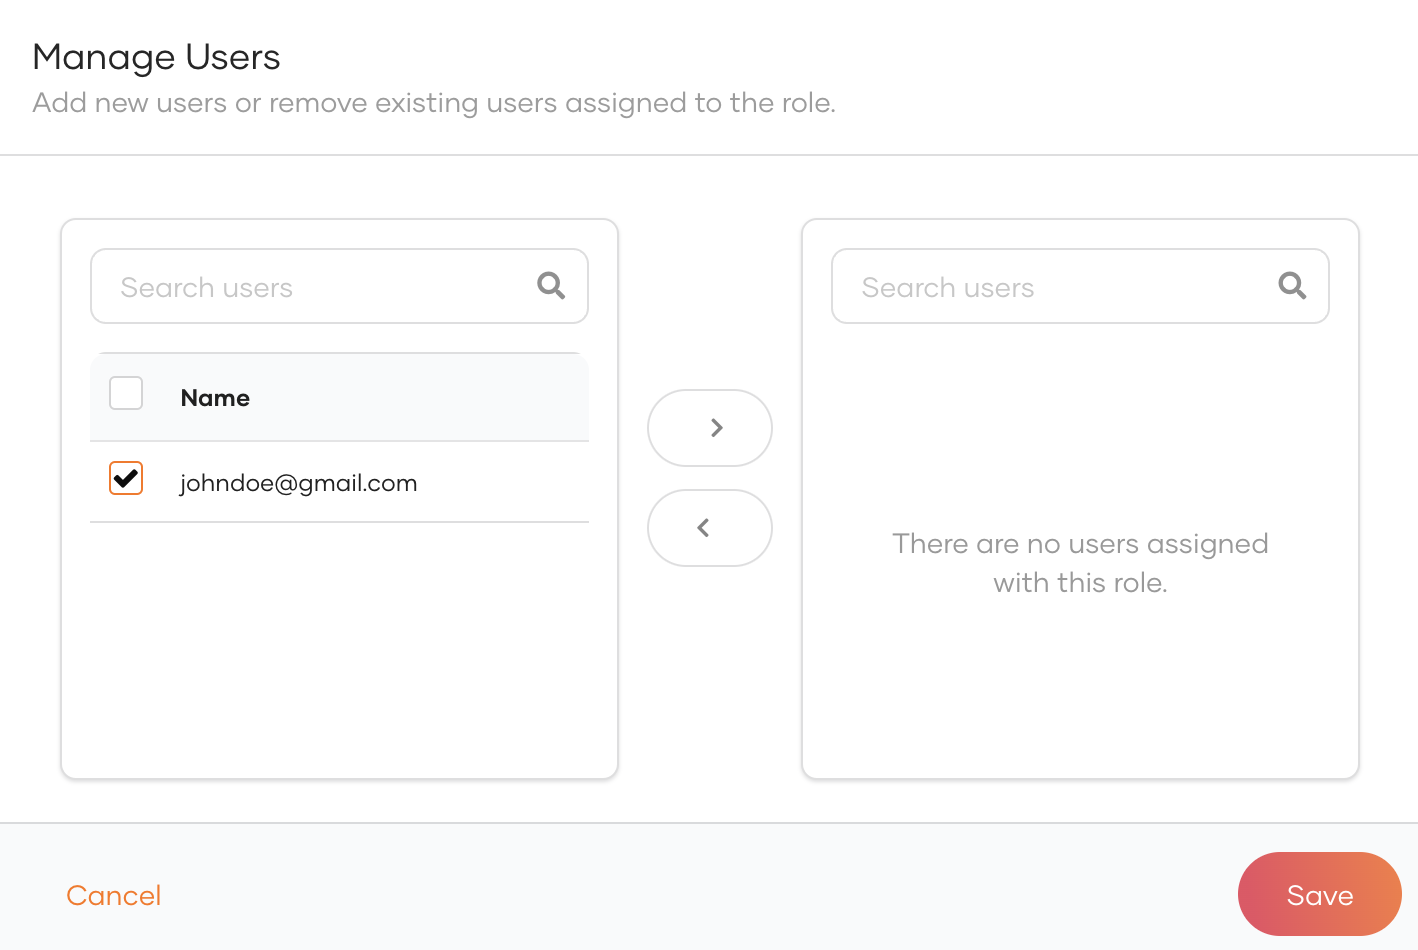 Manage Users
Add new users or remove existing users assigned to the role.
Search users
Name
johndoe@gmail.com
Search users
There are no users assigned
with this role.
Cancel
Save